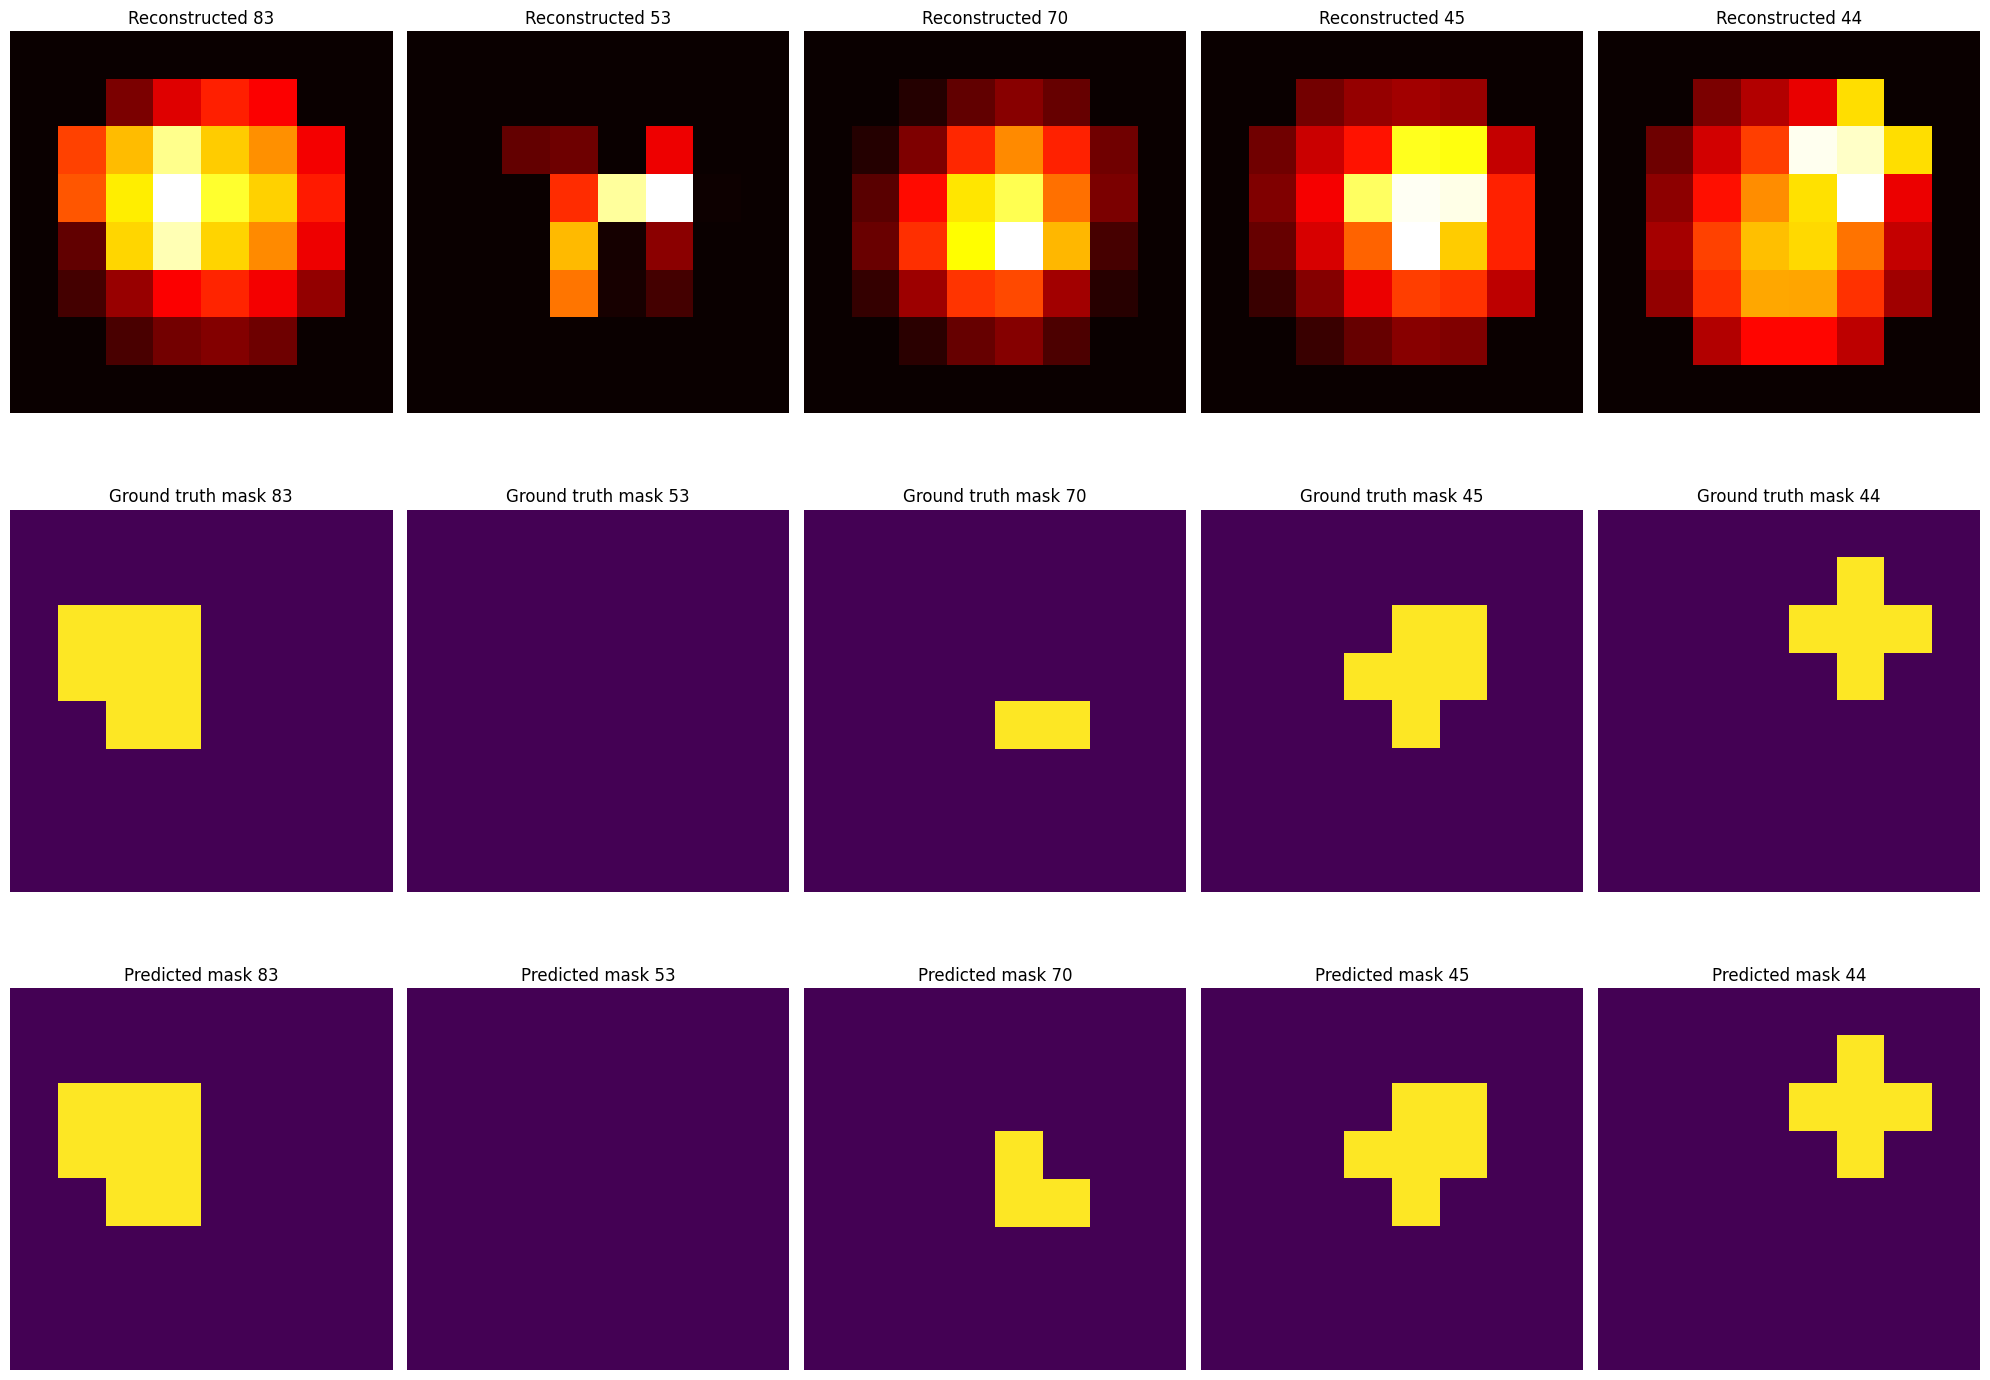 Reconstructed 83
Reconstructed 53
Reconstructed 70
Reconstructed 45
Reconstructed 44
Ground truth mask 83
Ground truth mask 53
Ground truth mask 70
Ground truth mask 45
Ground truth mask 44
Predicted mask 83
Predicted mask 53
Predicted mask 70
Predicted mask 45
Predicted mask 44